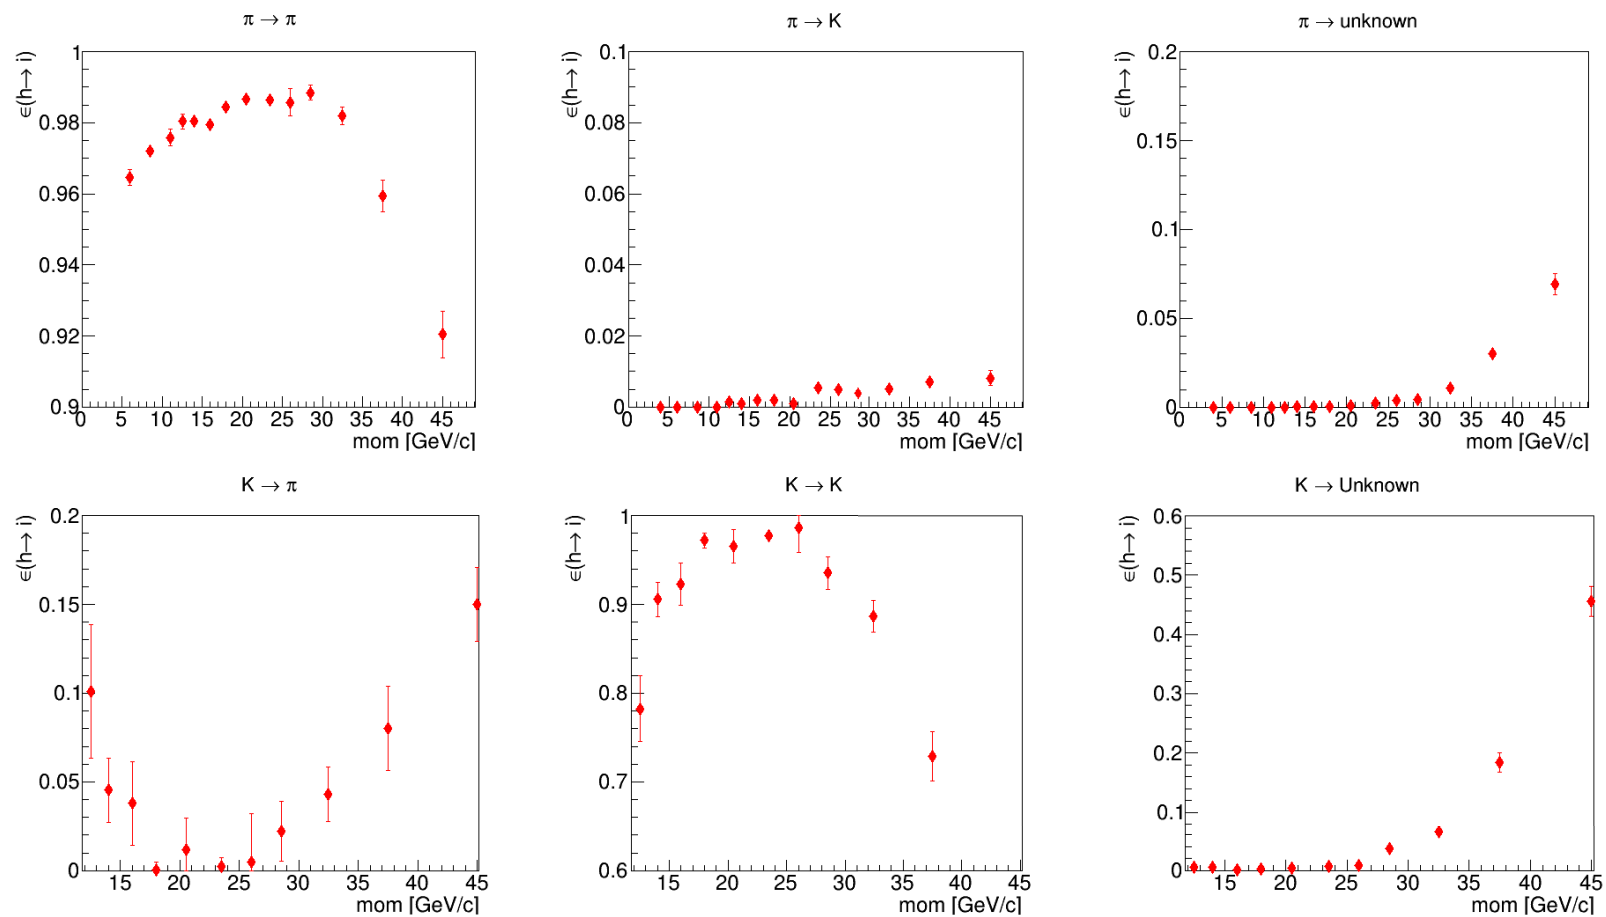 π → π
π → K
π → unknown
ϵ(h→ i)
1
0.98
0.96
0.94
0.92
0.9
0 5 10 15 20 25 30 35 40 45
mom [GeV/c]
ϵ(h→ i)
0.1
0.08
0.06
0.04
0.02
0
0 5 10 15 20 25 30 35 40 45
mom [GeV/c]
ϵ(h→ i)
0.2
0.15
0.1
0.05
0
0 5 10 15 20 25 30 35 40 45
mom [GeV/c]
K → π
K → K
K → Unknown
ϵ(h→ i)
0.2
0.15
0.1
0.05
0
15 20 25 30 35 40 45
mom [GeV/c]
ϵ(h→ i)
1
0.9
0.8
0.7
0.6
15 20 25 30 35 40 45
mom [GeV/c]
ϵ(h→ i)
0.6
0.5
0.4
0.3
0.2
0.1
0
15 20 25 30 35 40 45
mom [GeV/c]